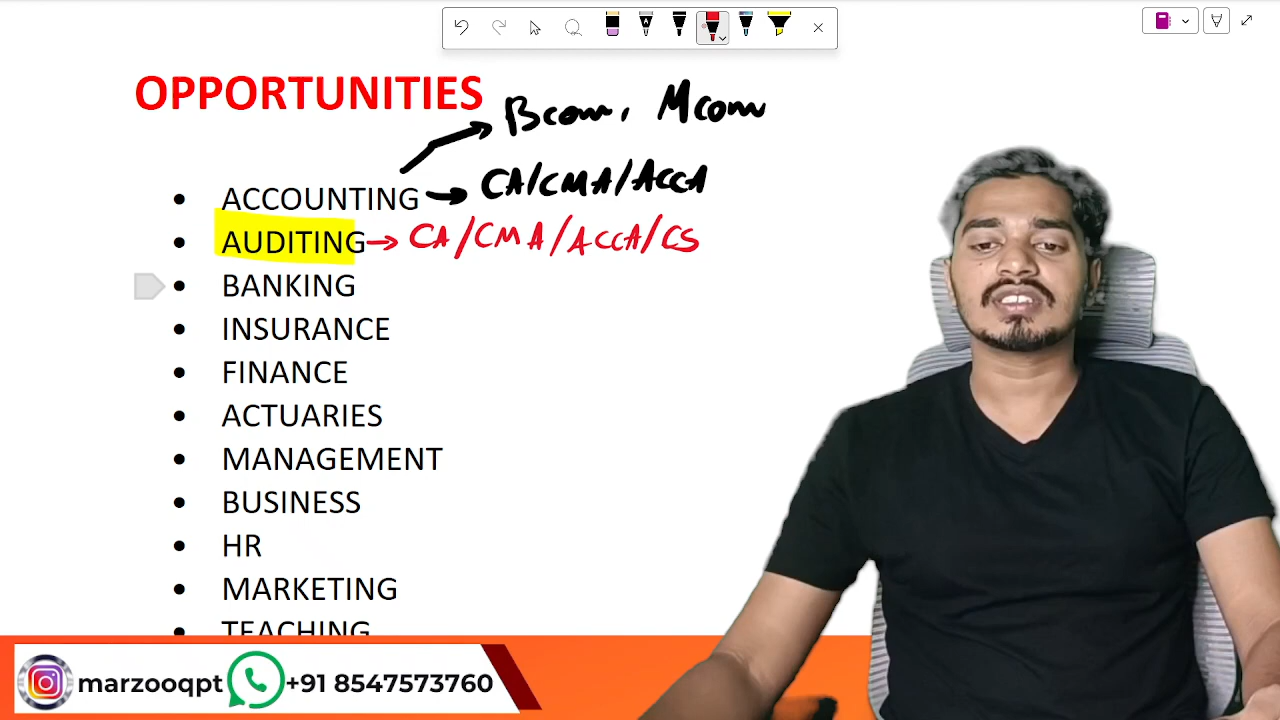 OPPORTUNITIES
Bcom, Mcom
ACCOUNTING → CA/CMA/ACCA
AUDITING → CA/CMA/ACCA/CS
BANKING
INSURANCE
FINANCE
ACTUARIES
MANAGEMENT
BUSINESS
HR
MARKETING
TEACHING
marzooqpt +91 8547573760